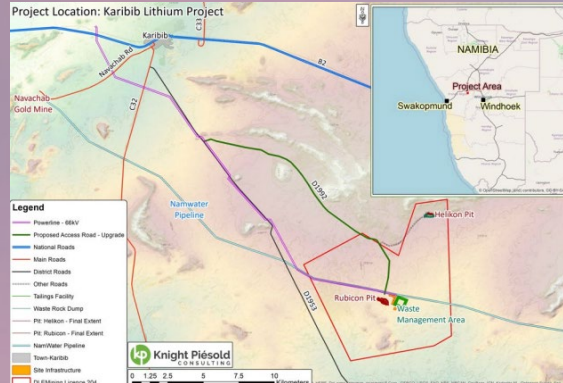 Project Location: Karibib Lithium Project
Karibib
C33
B2
Navachab Rd
Navachab
Gold Mine
C32
D1992
Namwater
Pipeline
Helikon Pit
D1953
Rubicon Pit
Waste
Management Area
NAMIBIA
Project Area
Swakopmund
Windhoek
Legend
Powerline - 66kV
Proposed Access Road - Upgrade
National Roads
Main Roads
District Roads
Other Roads
Tailings Facility
Waste Rock Dump
Pit: Helikon - Final Extent
Pit: Rubicon - Final Extent
NamWater Pipeline
Town-Karibib
Site Infrastructure
Knight Piésold
CONSULTING
0 1.25 2.5 5 7.5 10
Kilometers